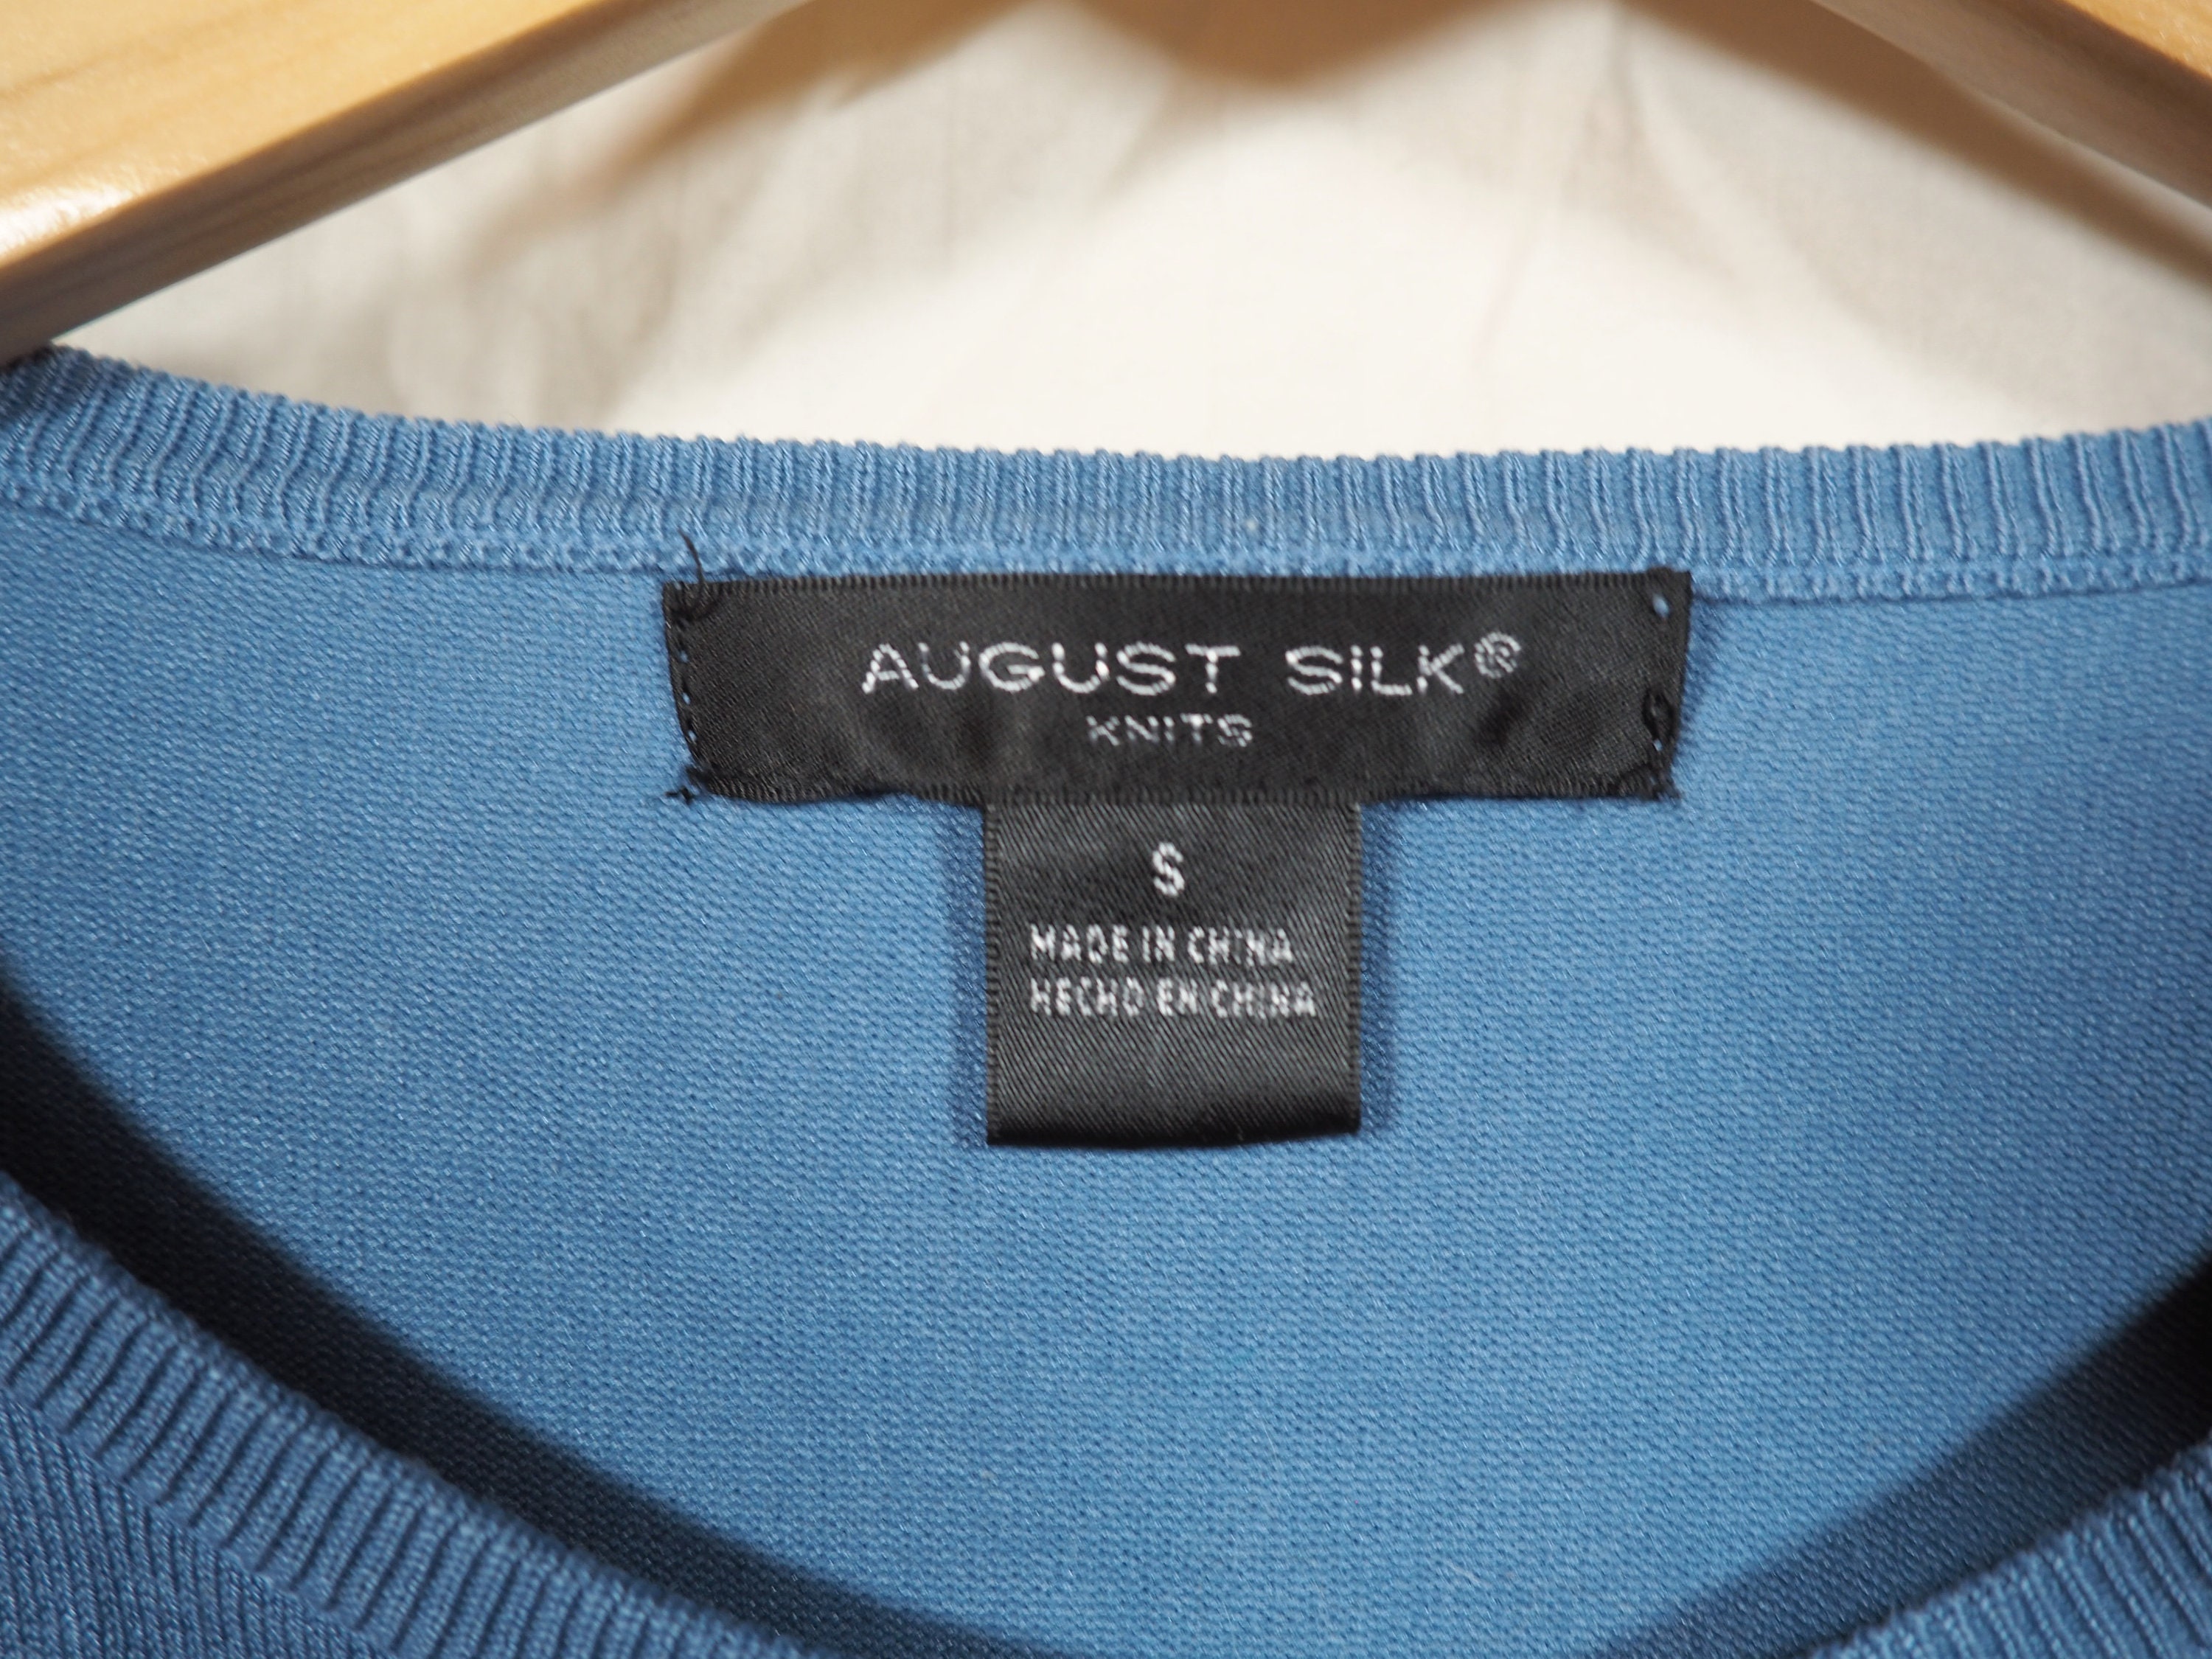 AUGUST SILK®
KNITS
S
MADE IN CHINA
HECHO EN CHINA